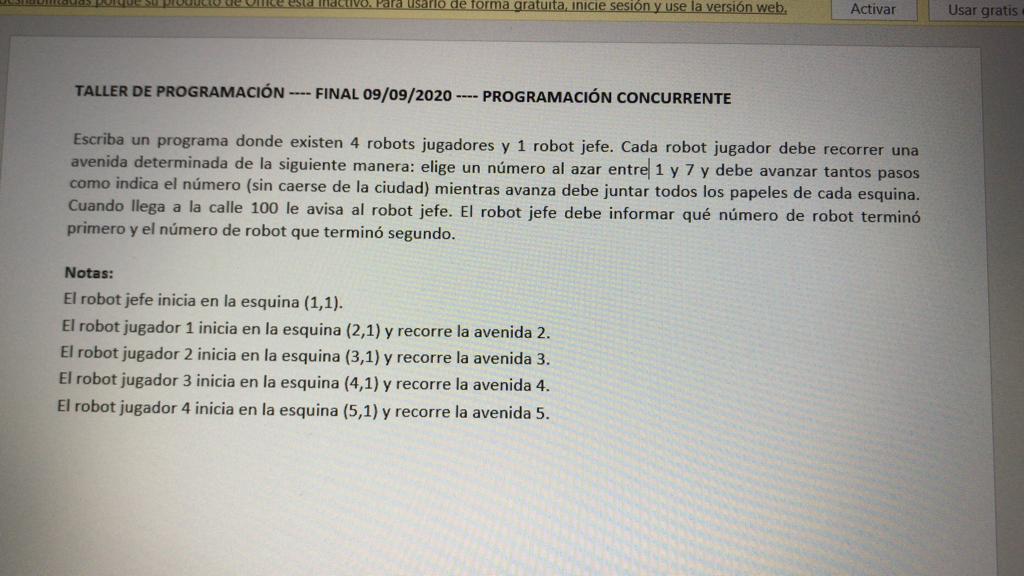 deshabilitadas porque su producto de Office está inactivo. Para usarlo de forma gratuita, inicie sesión y use la versión web.
Activar
Usar gratis
TALLER DE PROGRAMACIÓN ---- FINAL 09/09/2020 ---- PROGRAMACIÓN CONCURRENTE
Escriba un programa donde existen 4 robots jugadores y 1 robot jefe. Cada robot jugador debe recorrer una
avenida determinada de la siguiente manera: elige un número al azar entre 1 y 7 y debe avanzar tantos pasos
como indica el número (sin caerse de la ciudad) mientras avanza debe juntar todos los papeles de cada esquina.
Cuando llega a la calle 100 le avisa al robot jefe. El robot jefe debe informar qué número de robot terminó
primero y el número de robot que terminó segundo.
Notas:
El robot jefe inicia en la esquina (1,1).
El robot jugador 1 inicia en la esquina (2,1) y recorre la avenida 2.
El robot jugador 2 inicia en la esquina (3,1) y recorre la avenida 3.
El robot jugador 3 inicia en la esquina (4,1) y recorre la avenida 4.
El robot jugador 4 inicia en la esquina (5,1) y recorre la avenida 5.